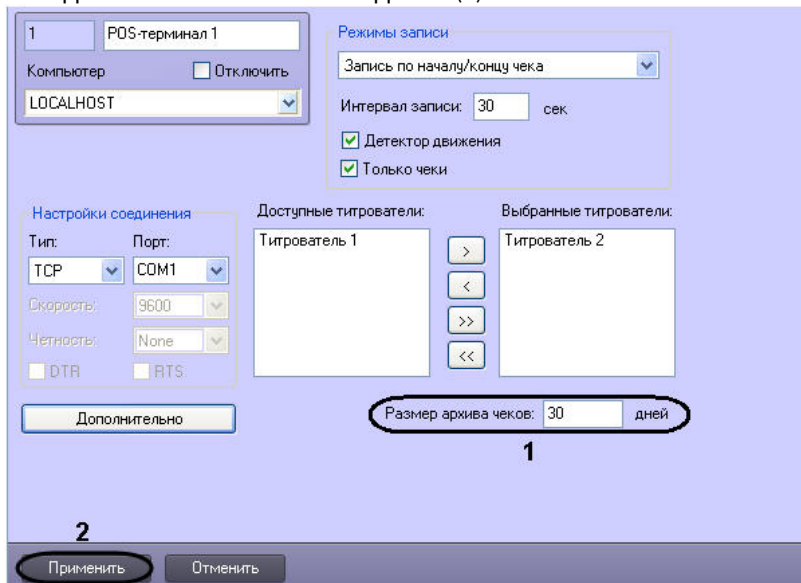 1 POS-терминал 1
Компьютер Отключить
LOCALHOST
Режимы записи
Запись по началу/концу чека
Интервал записи: 30 сек
Детектор движения
Только чеки
Настройки соединения
Тип: Порт:
TCP COM1
Скорость: 9600
Четность: None
DTR RTS
Дополнительно
Доступные титрователи:
Титрователь 1
>
<
>>
<<
Выбранные титрователи:
Титрователь 2
Размер архива чеков: 30 дней
1
2
Применить Отменить